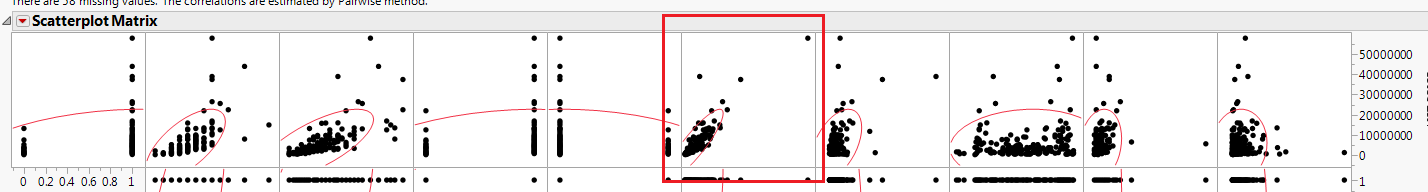 There are 58 missing values. The correlations are estimated by Pairwise method.
Scatterplot Matrix
50000000
40000000
30000000
20000000
10000000
0
0 0.2 0.4 0.6 0.8 1
1